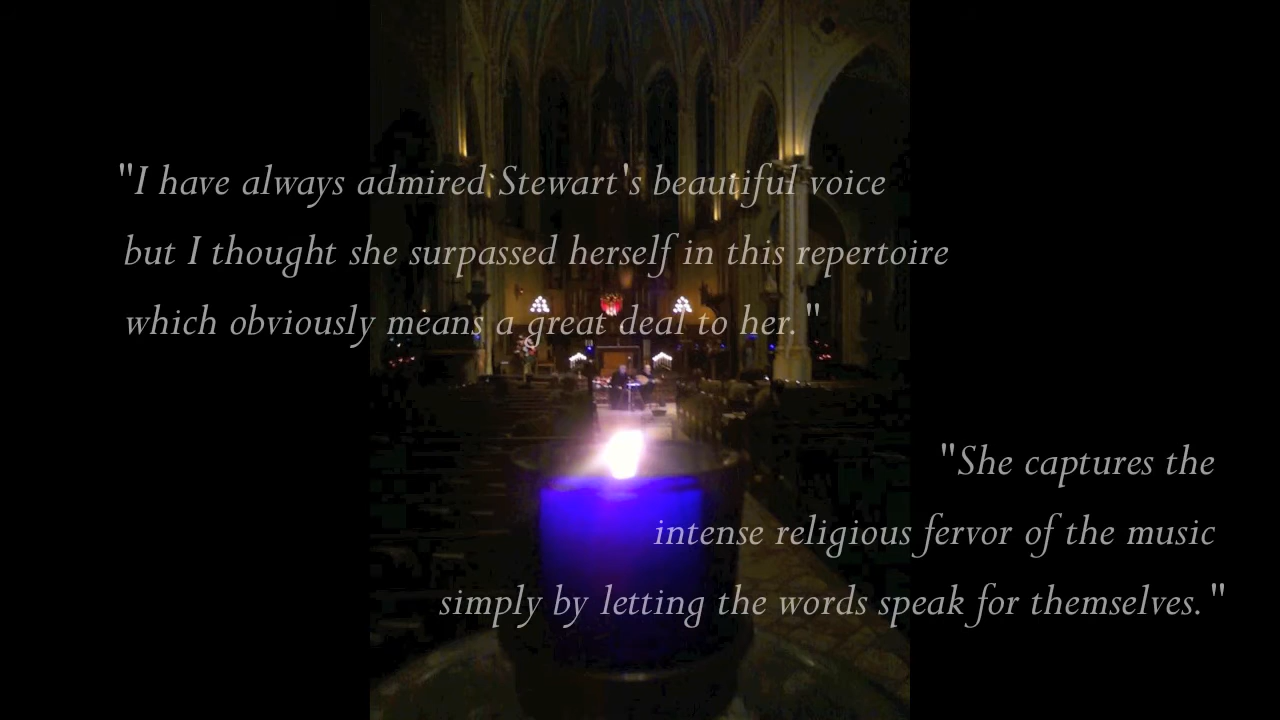 "I have always admired Stewart's beautiful voice
but I thought she surpassed herself in this repertoire
which obviously means a great deal to her."
"She captures the
intense religious fervor of the music
simply by letting the words speak for themselves."